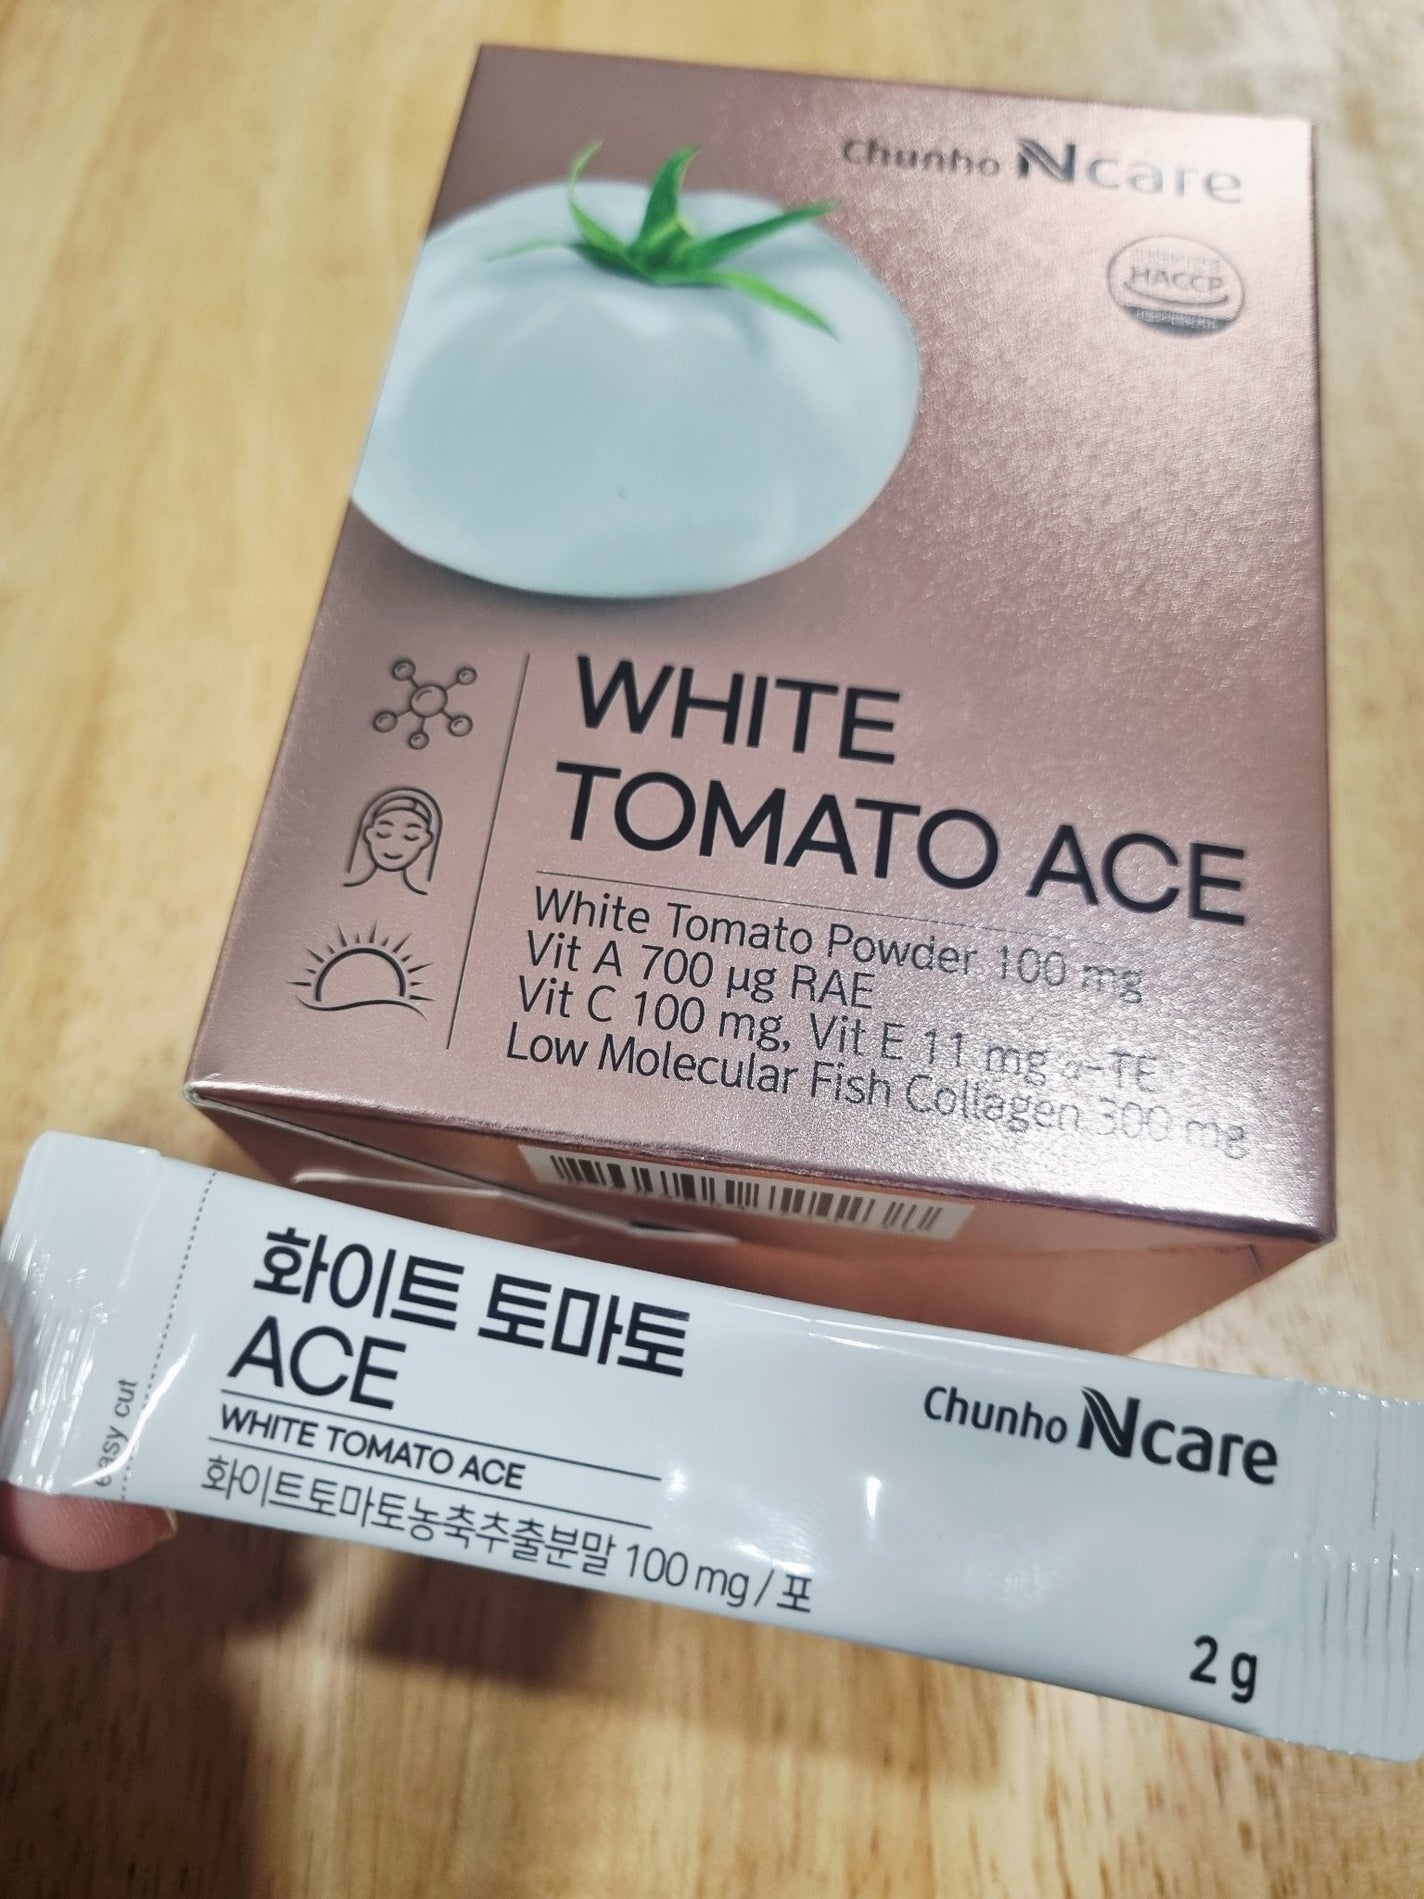 Chunho Ncare
HACCP
WHITE
TOMATO ACE
White Tomato Powder 100 mg
Vit A 700 μg RAE
Vit C 100 mg, Vit E 11 mg α-TE
Low Molecular Fish Collagen 300 mg
easy cut
화이트 토마토
ACE
WHITE TOMATO ACE
화이트토마토농축추출분말 100 mg / 포
Chunho Ncare
2 g